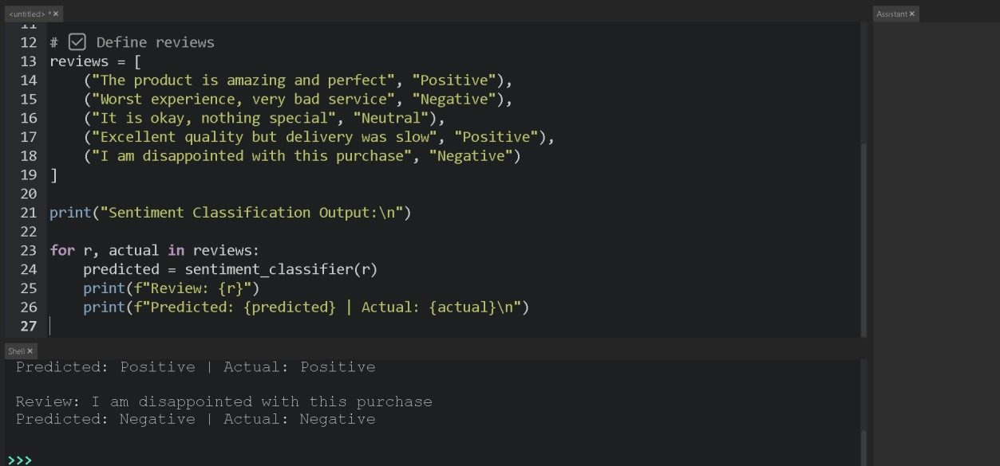 <untitled> * ×
Assistant ×
11
12 # ☑ Define reviews
13 reviews = [
14     ("The product is amazing and perfect", "Positive"),
15     ("Worst experience, very bad service", "Negative"),
16     ("It is okay, nothing special", "Neutral"),
17     ("Excellent quality but delivery was slow", "Positive"),
18     ("I am disappointed with this purchase", "Negative")
19 ]
20
21 print("Sentiment Classification Output:\n")
22
23 for r, actual in reviews:
24     predicted = sentiment_classifier(r)
25     print(f"Review: {r}")
26     print(f"Predicted: {predicted} | Actual: {actual}\n")
27
Shell ×
Predicted: Positive | Actual: Positive
Review: I am disappointed with this purchase
Predicted: Negative | Actual: Negative
>>>